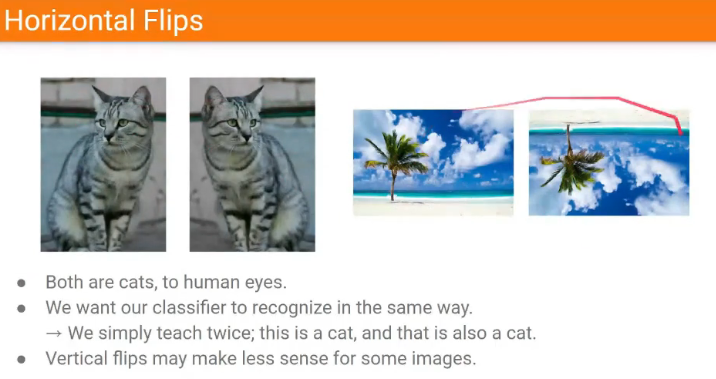 Horizontal Flips
● Both are cats, to human eyes.
● We want our classifier to recognize in the same way.
→ We simply teach twice; this is a cat, and that is also a cat.
● Vertical flips may make less sense for some images.